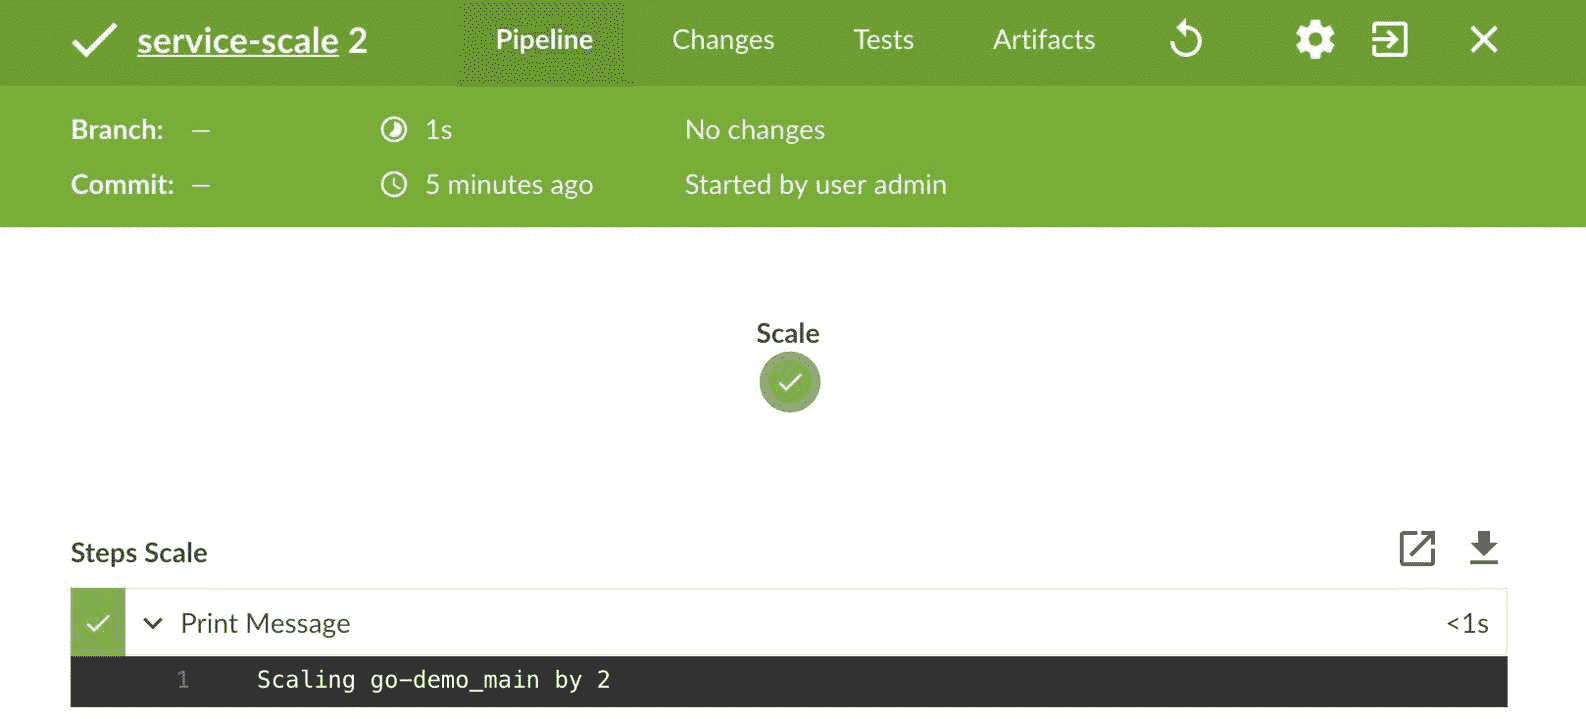 service-scale 2 Pipeline Changes Tests Artifacts
Branch: — 1s No changes
Commit: — 5 minutes ago Started by user admin
Scale
Steps Scale
Print Message <1s
1 Scaling go-demo_main by 2